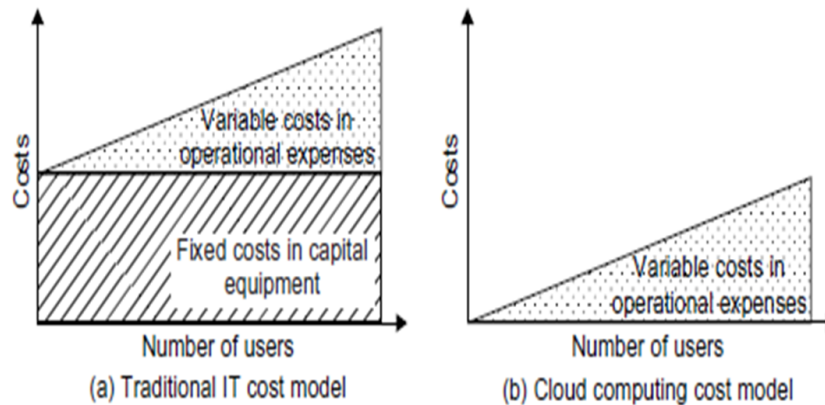 Costs
Variable costs in
operational expenses
Fixed costs in capital
equipment
Number of users
(a) Traditional IT cost model
Costs
Variable costs in
operational expenses
Number of users
(b) Cloud computing cost model